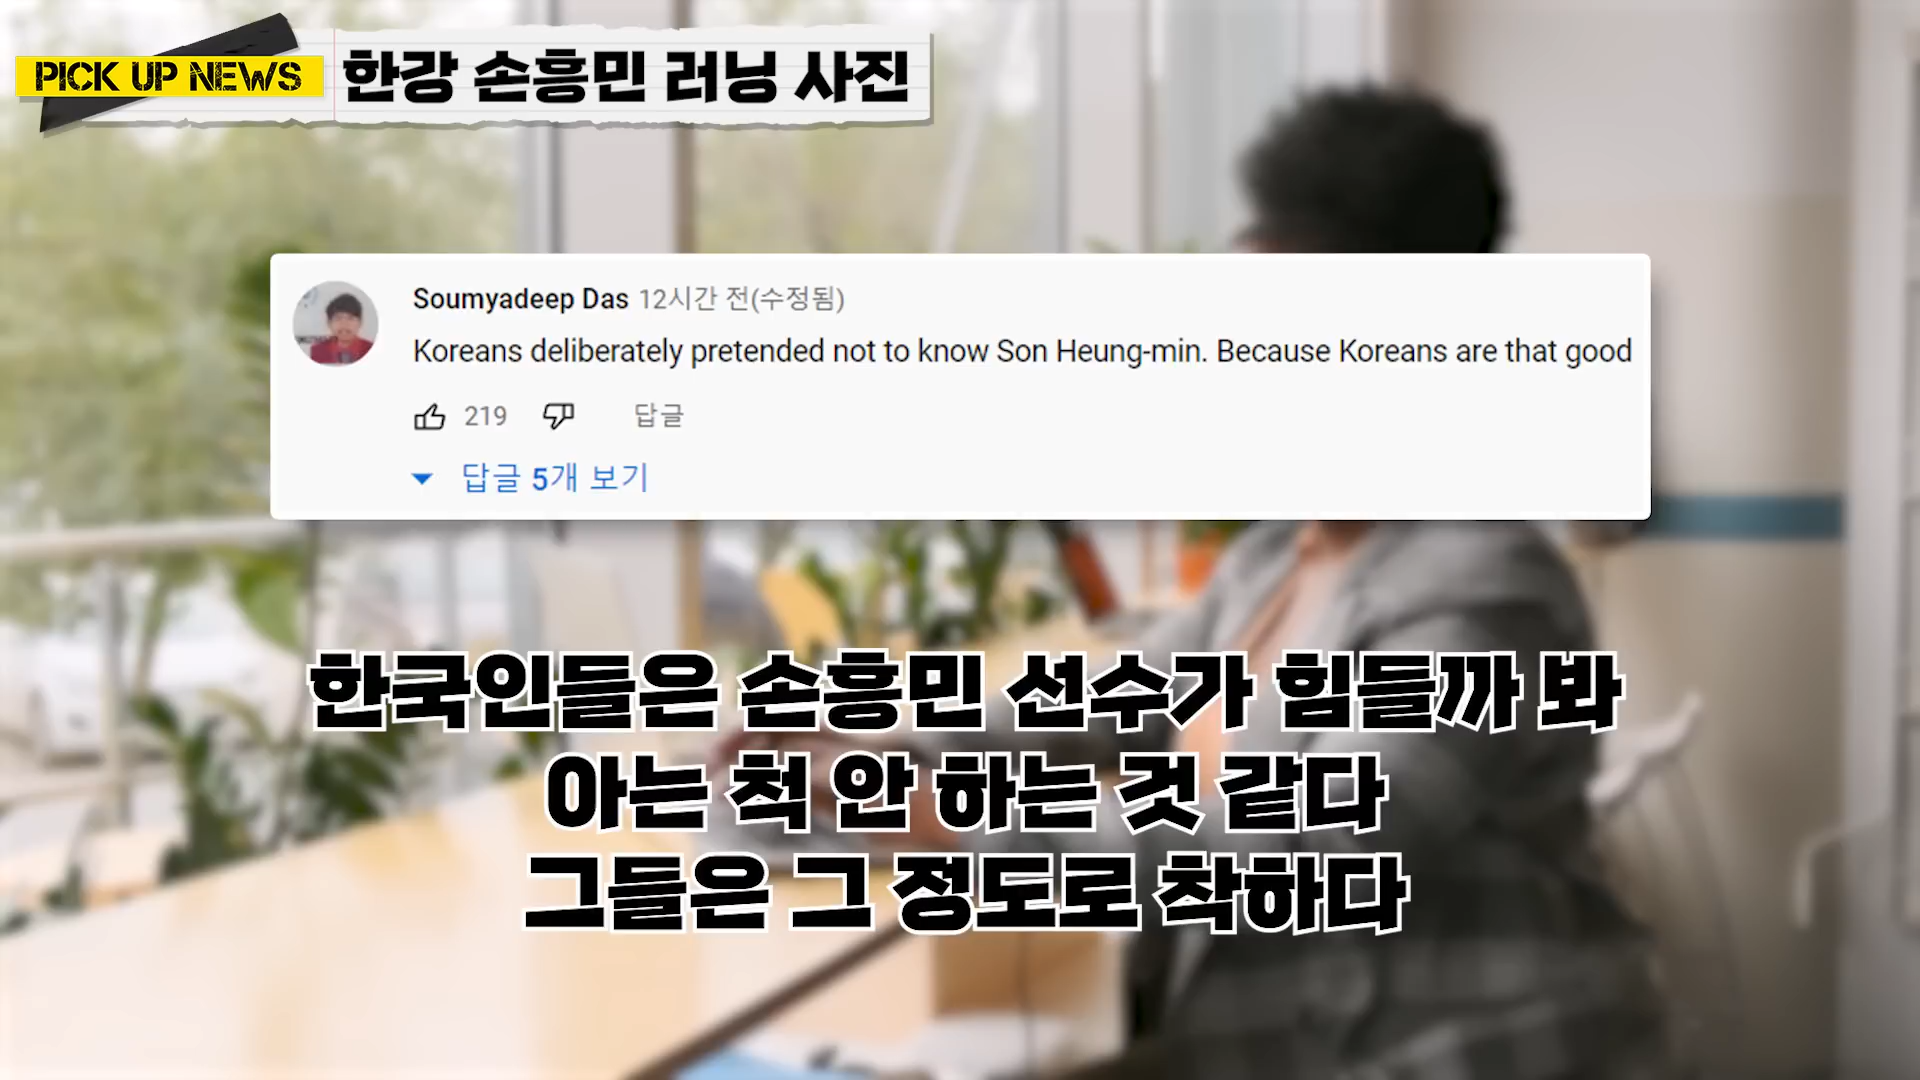 PICK UP NEWS 한강 손흥민 러닝 사진
Soumyadeep Das 12시간 전(수정됨)
Koreans deliberately pretended not to know Son Heung-min. Because Koreans are that good
219 답글
답글 5개 보기
한국인들은 손흥민 선수가 힘들까 봐
아는 척 안 하는 것 같다
그들은 그 정도로 착하다